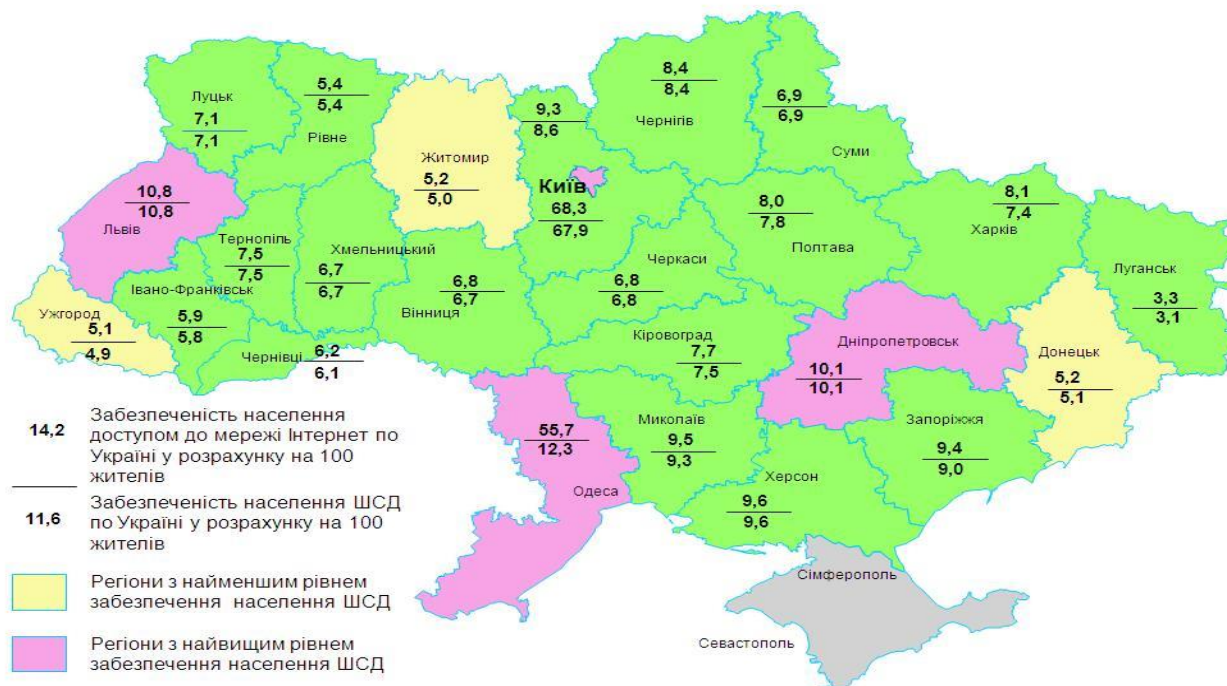 Луцьк
7,1
7,1
5,4
5,4
Рівне
Житомир
5,2
5,0
9,3
8,6
Київ
68,3
67,9
8,4
8,4
Чернігів
6,9
6,9
Суми
10,8
10,8
Львів
Тернопіль
7,5
7,5
Хмельницький
6,7
6,7
6,8
6,7
Вінниця
Черкаси
6,8
6,8
8,0
7,8
Полтава
8,1
7,4
Харків
Луганськ
3,3
3,1
Ужгород
5,1
4,9
Івано-Франківськ
5,9
5,8
Чернівці
6,2
6,1
Кіровоград
7,7
7,5
Дніпропетровськ
10,1
10,1
Донецьк
5,2
5,1
55,7
12,3
Одеса
Миколаїв
9,5
9,3
Запоріжжя
9,4
9,0
Херсон
9,6
9,6
Сімферополь
Севастополь
14,2
Забезпеченість населення
доступом до мережі Інтернет по
Україні у розрахунку на 100
жителів
11,6
Забезпеченість населення ШСД
по Україні у розрахунку на 100
жителів
Регіони з найменшим рівнем
забезпечення населення ШСД
Регіони з найвищим рівнем
забезпечення населення ШСД